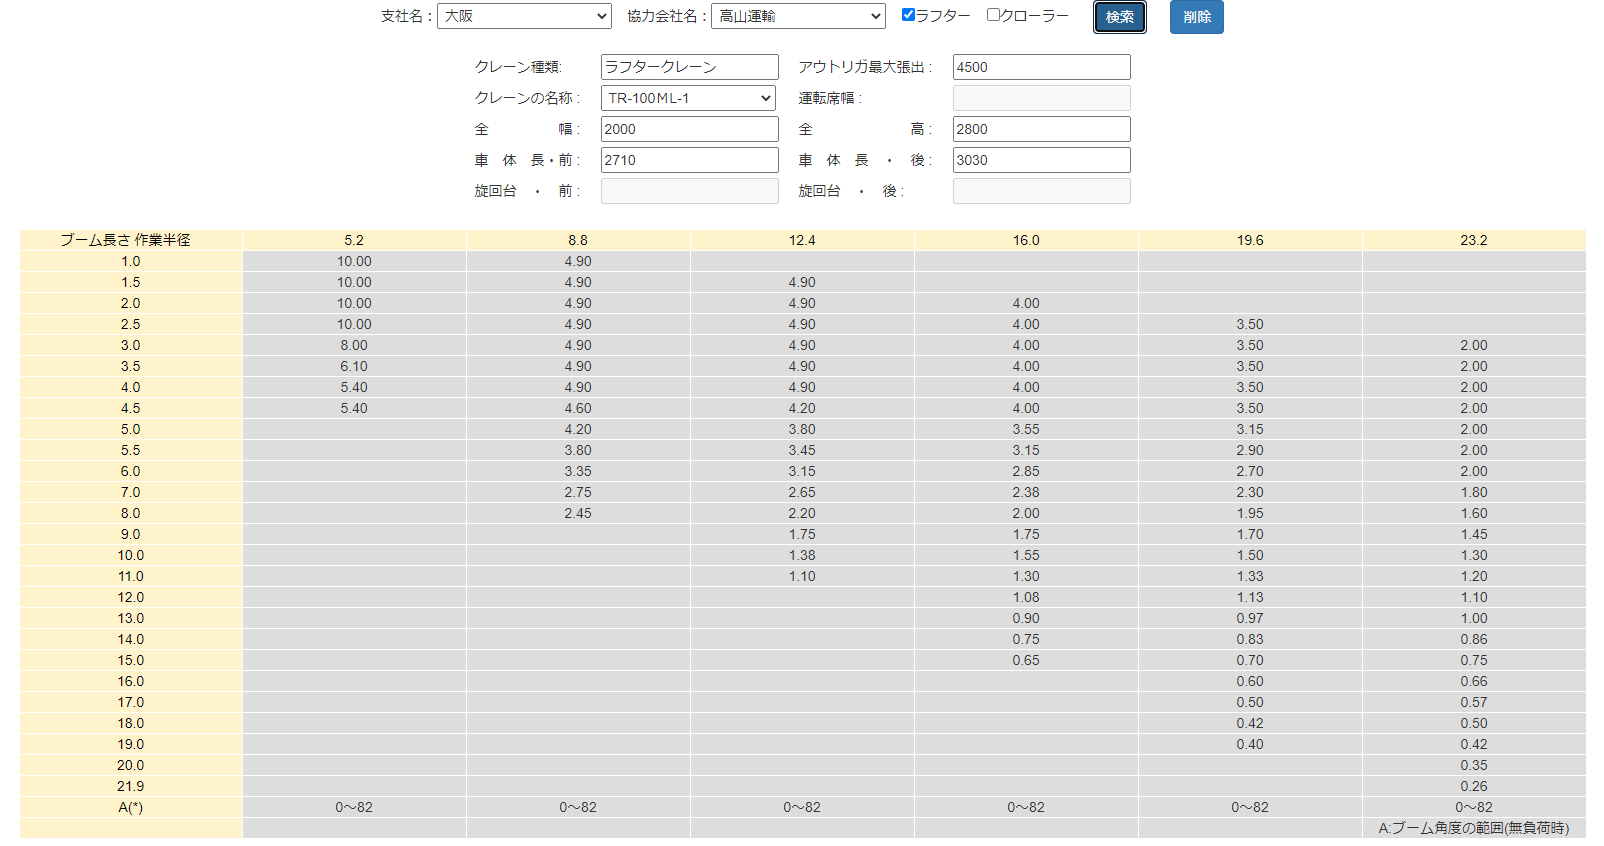 支社名： 大阪 協力会社名： 高山運輸 ラフター クローラー 検索 削除
クレーン種類: ラフタークレーン アウトリガ最大張出： 4500
クレーンの名称： TR-100ML-1 運転席幅：
全 幅： 2000 全 高： 2800
車 体 長・前： 2710 車 体 長 ・ 後： 3030
旋回台 ・ 前： 旋回台 ・ 後：
ブーム長さ 作業半径 5.2 8.8 12.4 16.0 19.6 23.2
1.0 10.00 4.90
1.5 10.00 4.90 4.90
2.0 10.00 4.90 4.90 4.00
2.5 10.00 4.90 4.90 4.00 3.50
3.0 8.00 4.90 4.90 4.00 3.50 2.00
3.5 6.10 4.90 4.90 4.00 3.50 2.00
4.0 5.40 4.90 4.90 4.00 3.50 2.00
4.5 5.40 4.60 4.20 4.00 3.50 2.00
5.0 4.20 3.80 3.55 3.15 2.00
5.5 3.80 3.45 3.15 2.90 2.00
6.0 3.35 3.15 2.85 2.70 2.00
7.0 2.75 2.65 2.38 2.30 1.80
8.0 2.45 2.20 2.00 1.95 1.60
9.0 1.75 1.75 1.70 1.45
10.0 1.38 1.55 1.50 1.30
11.0 1.10 1.30 1.33 1.20
12.0 1.08 1.13 1.10
13.0 0.90 0.97 1.00
14.0 0.75 0.83 0.86
15.0 0.65 0.70 0.75
16.0 0.60 0.66
17.0 0.50 0.57
18.0 0.42 0.50
19.0 0.40 0.42
20.0 0.35
21.9 0.26
A(*) 0～82 0～82 0～82 0～82 0～82 0～82
A:ブーム角度の範囲(無負荷時)